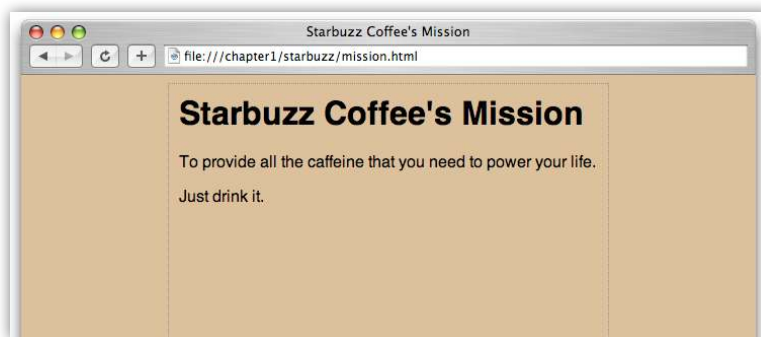 Starbuzz Coffee's Mission
file:///chapter1/starbuzz/mission.html
Starbuzz Coffee's Mission
To provide all the caffeine that you need to power your life.
Just drink it.